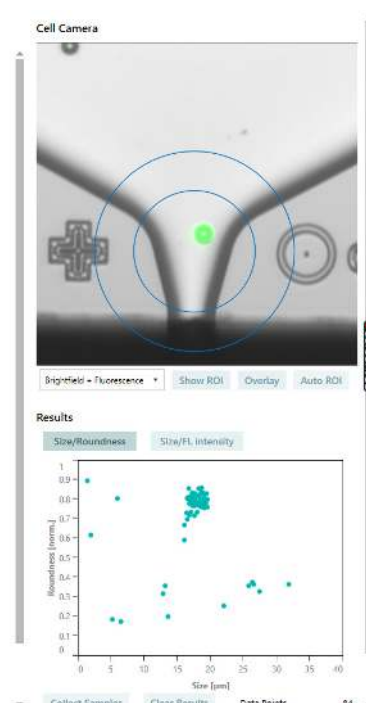 Cell Camera
Brightfield + Fluorescence
Show ROI
Overlay
Auto ROI
Results
Size/Roundness
Size/FL Intensity
Roundness [norm.]
1
0.9
0.8
0.7
0.6
0.5
0.4
0.3
0.2
0.1
0
0 5 10 15 20 25 30 35 40
Size [µm]
Collect Samples
Clear Results
Data Points
84